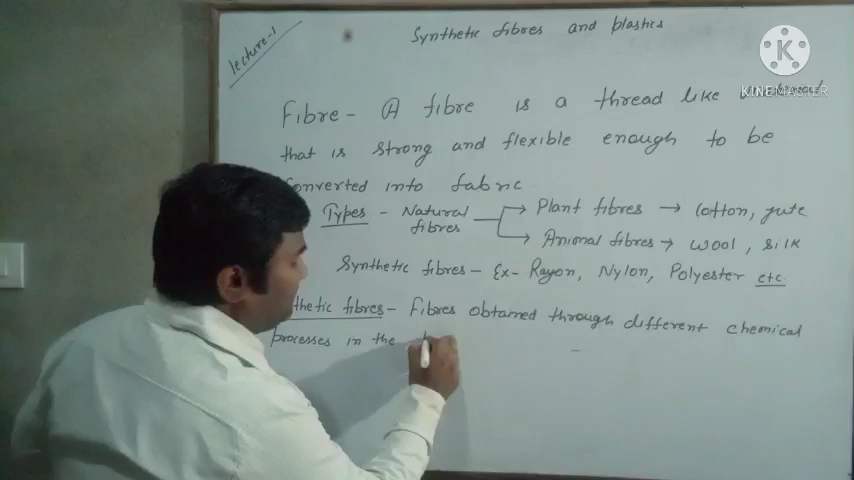 lecture-1
Synthetic fibres and plastics
KINEMASTER
Fibre - A fibre is a thread like
that is strong and flexible enough to be
converted into fabric.
Types - Natural fibres → Plant fibres → Cotton, jute
→ Animal fibres → wool, silk
Synthetic fibres - Ex- Rayon, Nylon, Polyester etc.
thetic fibres - Fibres obtained through different chemical
processes in the